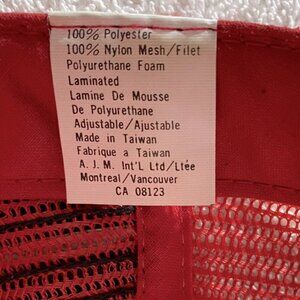 100% Polyester
100% Nylon Mesh/Filet
Polyurethane Foam
Laminated
Lamine De Mousse
De Polyurethane
Adjustable/Ajustable
Made in Taiwan
Fabrique a Taiwan
A.J.M. Int'L Ltd/Ltée
Montreal/Vancouver
CA 08123